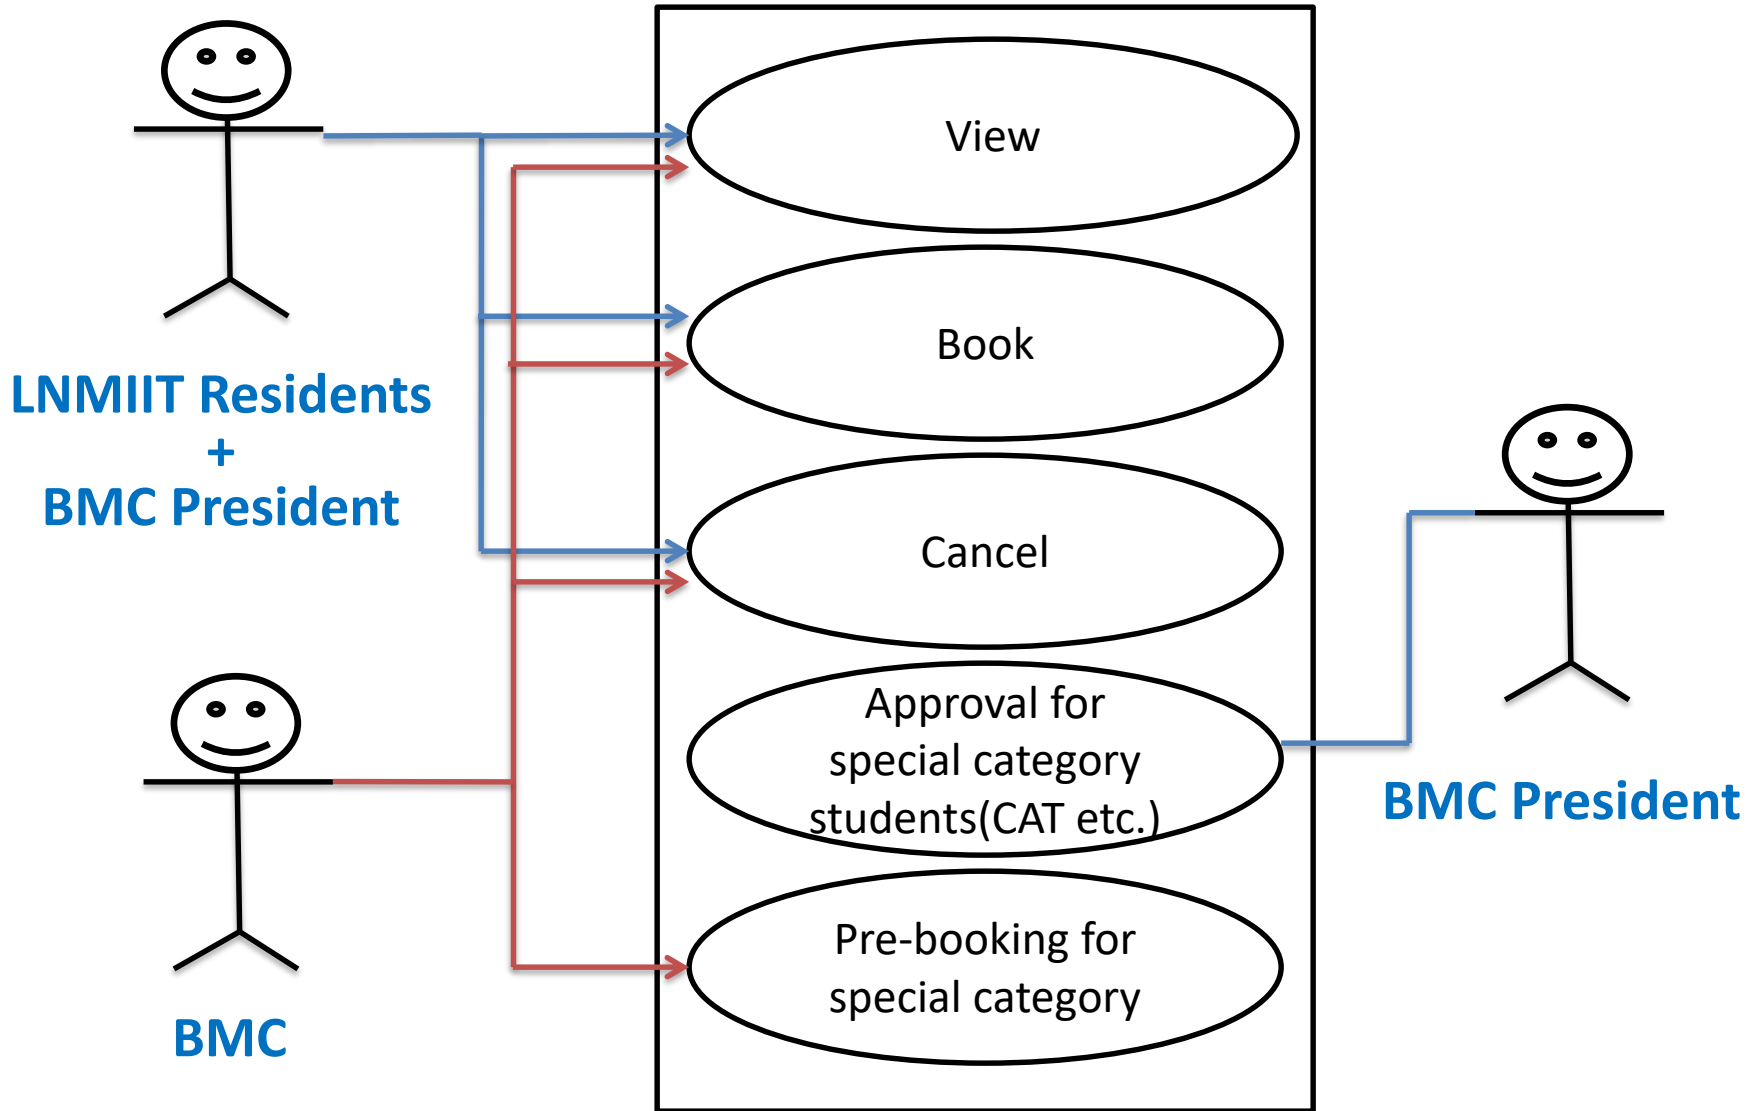 View
Book
LNMIIT Residents
+
BMC President
Cancel
Approval for
special category
students(CAT etc.)
BMC President
Pre-booking for
special category
BMC